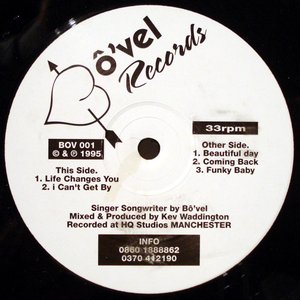 Bô'vel
Records
BOV 001
© & ℗ 1995
33rpm
This Side.
1. Life Changes You
2. i Can't Get By
Other Side.
1. Beautiful day
2. Coming Back
3. Funky Baby
Singer Songwriter by Bô'vel
Mixed & Produced by Kev Waddington
Recorded at HQ Studios MANCHESTER
INFO
0860 1888862
0370 412190